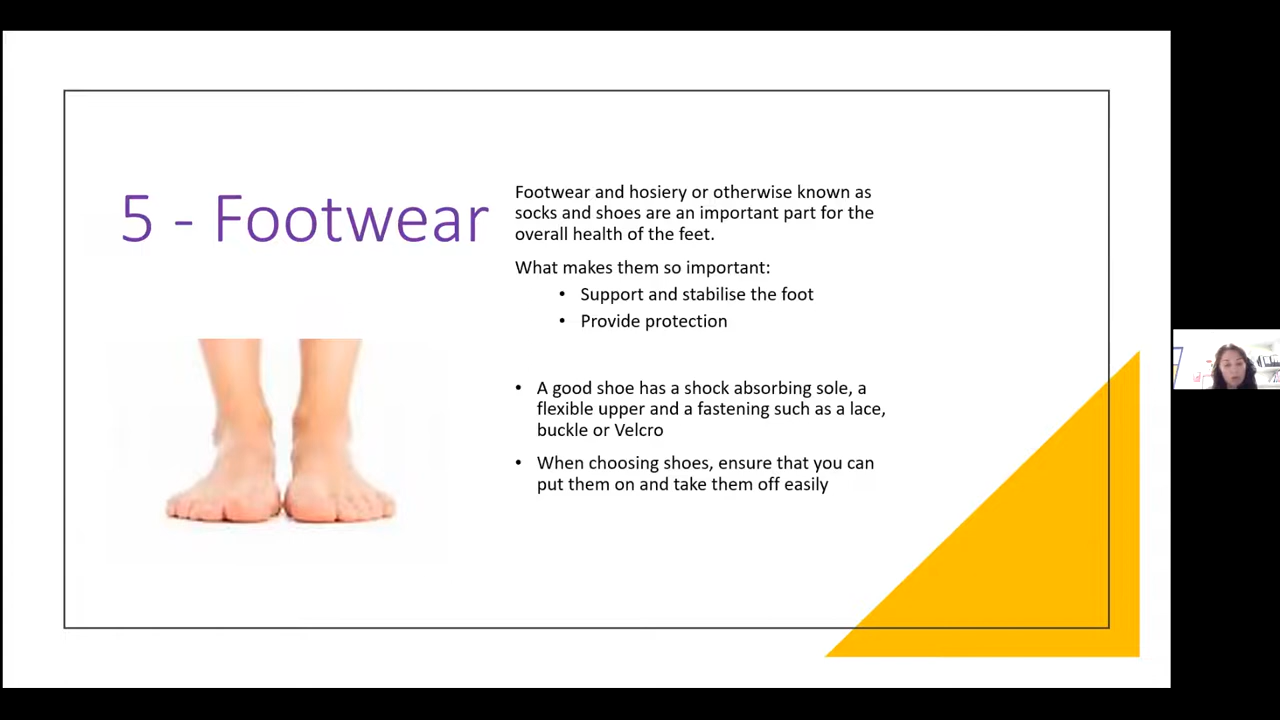 5 - Footwear
Footwear and hosiery or otherwise known as
socks and shoes are an important part for the
overall health of the feet.
What makes them so important:
• Support and stabilise the foot
• Provide protection
• A good shoe has a shock absorbing sole, a
flexible upper and a fastening such as a lace,
buckle or Velcro
• When choosing shoes, ensure that you can
put them on and take them off easily